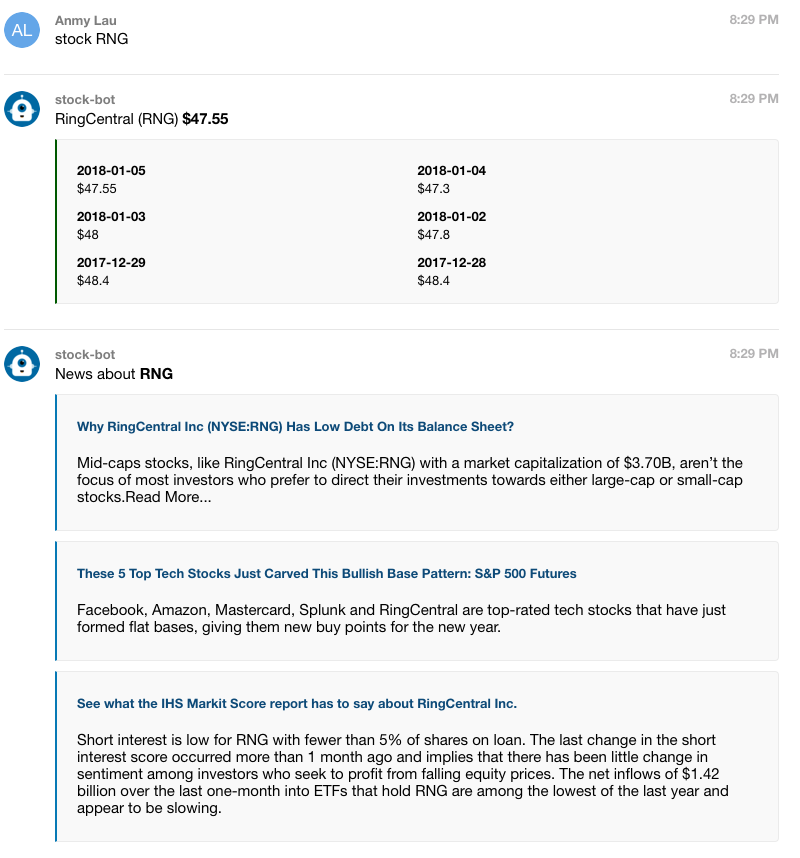 AL
Anmy Lau
8:29 PM
stock RNG
stock-bot
8:29 PM
RingCentral (RNG) $47.55
2018-01-05
2018-01-04
$47.55
$47.3
2018-01-03
2018-01-02
$48
$47.8
2017-12-29
2017-12-28
$48.4
$48.4
stock-bot
8:29 PM
News about RNG
Why RingCentral Inc (NYSE:RNG) Has Low Debt On Its Balance Sheet?
Mid-caps stocks, like RingCentral Inc (NYSE:RNG) with a market capitalization of $3.70B, aren’t the
focus of most investors who prefer to direct their investments towards either large-cap or small-cap
stocks.Read More...
These 5 Top Tech Stocks Just Carved This Bullish Base Pattern: S&P 500 Futures
Facebook, Amazon, Mastercard, Splunk and RingCentral are top-rated tech stocks that have just
formed flat bases, giving them new buy points for the new year.
See what the IHS Markit Score report has to say about RingCentral Inc.
Short interest is low for RNG with fewer than 5% of shares on loan. The last change in the short
interest score occurred more than 1 month ago and implies that there has been little change in
sentiment among investors who seek to profit from falling equity prices. The net inflows of $1.42
billion over the last one-month into ETFs that hold RNG are among the lowest of the last year and
appear to be slowing.